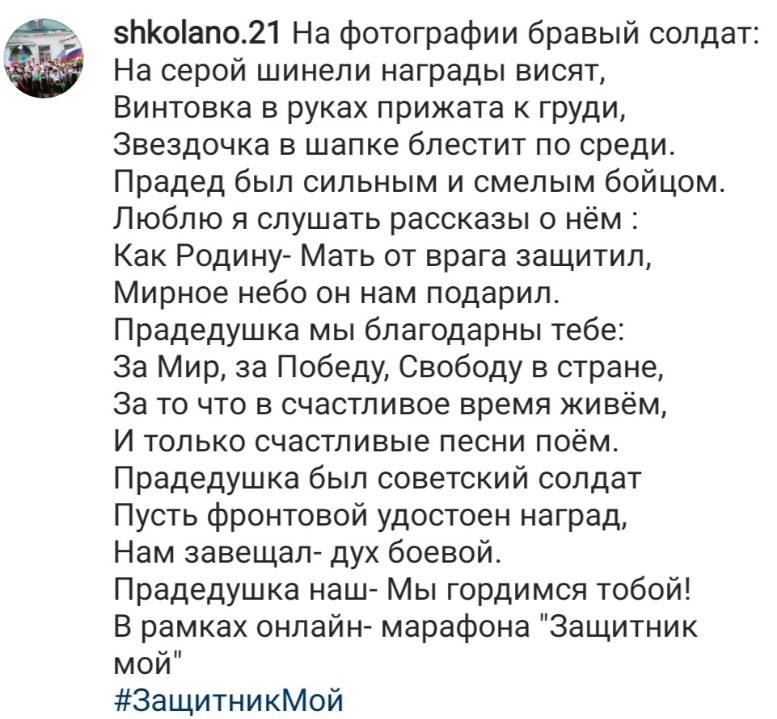 shkolano.21 На фотографии бравый солдат:
На серой шинели награды висят,
Винтовка в руках прижата к груди,
Звездочка в шапке блестит по среди.
Прадед был сильным и смелым бойцом.
Люблю я слушать рассказы о нём :
Как Родину- Мать от врага защитил,
Мирное небо он нам подарил.
Прадедушка мы благодарны тебе:
За Мир, за Победу, Свободу в стране,
За то что в счастливое время живём,
И только счастливые песни поём.
Прадедушка был советский солдат
Пусть фронтовой удостоен наград,
Нам завещал- дух боевой.
Прадедушка наш- Мы гордимся тобой!
В рамках онлайн- марафона "Защитник
мой"
#ЗащитникМой